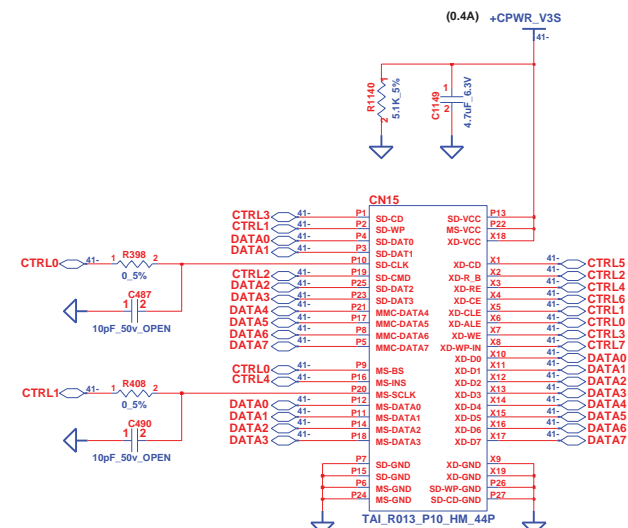 (0.4A) +CPWR_V3S
41-
R1140
1
2
5.1K_5%
C1149
1
2
4.7uF_6.3V
CN15
CTRL3 41- P1 SD-CD SD-VCC P13
CTRL1 41- P2 SD-WP MS-VCC P22
DATA0 41- P4 SD-DAT0 XD-VCC X18
DATA1 41- P3 SD-DAT1
CTRL0 41- 1 R398 2 P10 SD-CLK XD-CD X1 41- CTRL5
0_5%
CTRL2 41- P19 SD-CMD XD-R_B X2 41- CTRL2
DATA2 41- P25 SD-DAT2 XD-RE X3 41- CTRL4
DATA3 41- P23 SD-DAT3 XD-CE X4 41- CTRL6
DATA4 41- P21 MMC-DATA4 XD-CLE X5 41- CTRL1
DATA5 41- P17 MMC-DATA5 XD-ALE X6 41- CTRL0
DATA6 41- P8 MMC-DATA6 XD-WE X7 41- CTRL3
DATA7 41- P5 MMC-DATA7 XD-WP-IN X8 41- CTRL7
C487
1 2
10pF_50v_OPEN
XD-D0 X10 41- DATA0
CTRL0 41- P9 MS-BS XD-D1 X11 41- DATA1
CTRL4 41- P16 MS-INS XD-D2 X12 41- DATA2
CTRL1 41- 1 R408 2 P20 MS-SCLK XD-D3 X13 41- DATA3
0_5%
DATA0 41- P12 MS-DATA0 XD-D4 X14 41- DATA4
DATA1 41- P11 MS-DATA1 XD-D5 X15 41- DATA5
DATA2 41- P14 MS-DATA2 XD-D6 X16 41- DATA6
DATA3 41- P18 MS-DATA3 XD-D7 X17 41- DATA7
C490
1 2
10pF_50v_OPEN
P7 SD-GND XD-GND X9
P15 SD-GND XD-GND X19
P6 MS-GND SD-WP-GND P26
P24 MS-GND SD-CD-GND P27
TAI_R013_P10_HM_44P